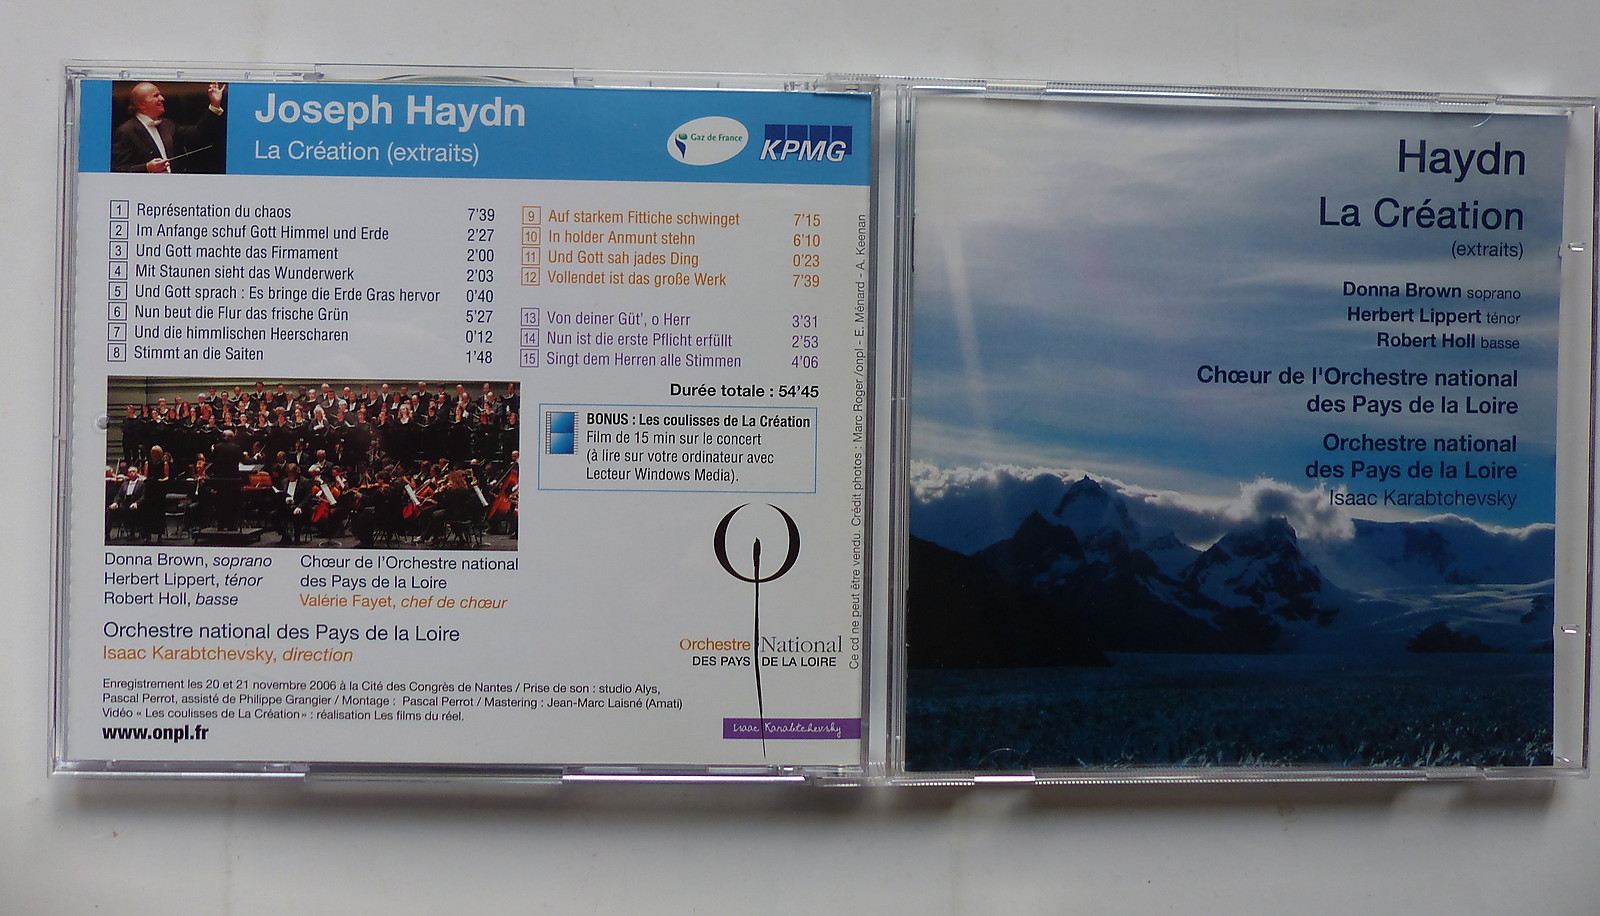 Joseph Haydn
La Création (extraits)
Gaz de France
KPMG
1 Représentation du chaos 7'39
2 Im Anfange schuf Gott Himmel und Erde 2'27
3 Und Gott machte das Firmament 2'00
4 Mit Staunen sieht das Wunderwerk 2'03
5 Und Gott sprach : Es bringe die Erde Gras hervor 0'40
6 Nun beut die Flur das frische Grün 5'27
7 Und die himmlischen Heerscharen 0'12
8 Stimmt an die Saiten 1'48
9 Auf starkem Fittiche schwinget 7'15
10 In holder Anmunt stehn 6'10
11 Und Gott sah jades Ding 0'23
12 Vollendet ist das große Werk 7'39
13 Von deiner Güt', o Herr 3'31
14 Nun ist die erste Pflicht erfüllt 2'53
15 Singt dem Herren alle Stimmen 4'06
Durée totale : 54'45
BONUS : Les coulisses de La Création
Film de 15 min sur le concert
(à lire sur votre ordinateur avec
Lecteur Windows Media).
Donna Brown, soprano
Herbert Lippert, ténor
Robert Holl, basse
Chœur de l'Orchestre national
des Pays de la Loire
Valérie Fayet, chef de chœur
Orchestre national des Pays de la Loire
Isaac Karabtchevsky, direction
Enregistrement les 20 et 21 novembre 2006 à la Cité des Congrès de Nantes / Prise de son : studio Alys,
Pascal Perrot, assisté de Philippe Grangier / Montage : Pascal Perrot / Mastering : Jean-Marc Laisné (Amati)
Vidéo « Les coulisses de La Création » : réalisation Les films du réel.
www.onpl.fr
Orchestre National
DES PAYS DE LA LOIRE
Isaac Karabtchevsky
Ce cd ne peut être vendu. Crédit photos : Marc Roger /onpl - E. Ménard - A. Keenan
Haydn
La Création
(extraits)
Donna Brown soprano
Herbert Lippert ténor
Robert Holl basse
Chœur de l'Orchestre national
des Pays de la Loire
Orchestre national
des Pays de la Loire
Isaac Karabtchevsky